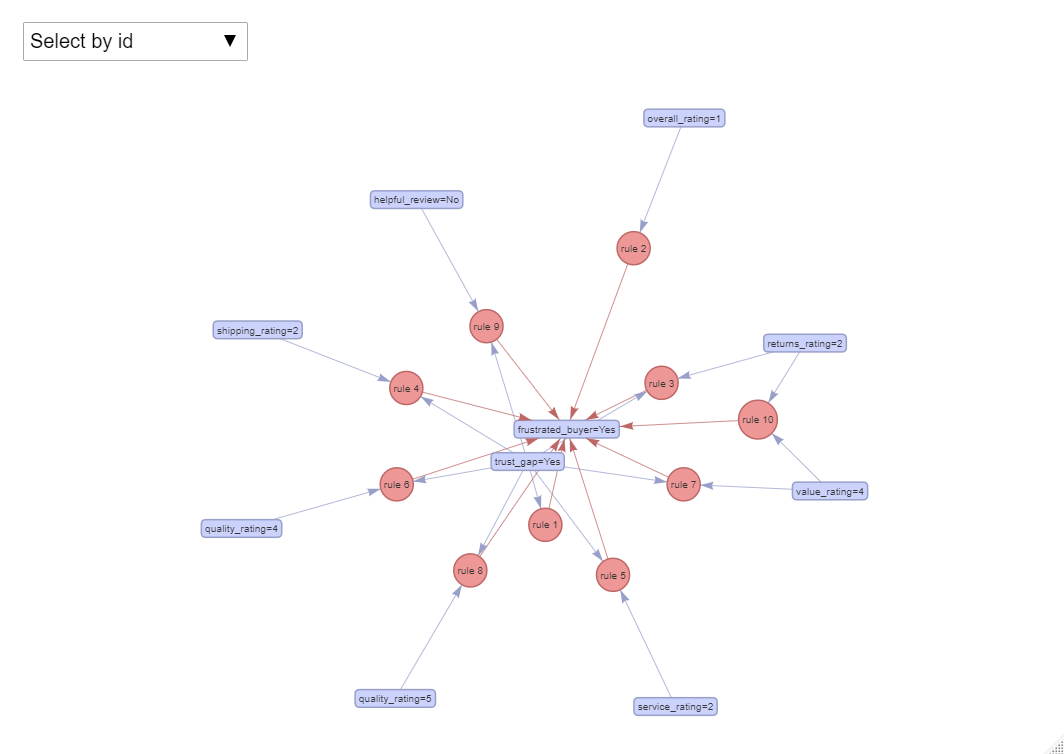 Select by id ▼
overall_rating=1
helpful_review=No
rule 2
rule 9
shipping_rating=2
returns_rating=2
rule 3
rule 4
rule 10
frustrated_buyer=Yes
trust_gap=Yes
rule 6
rule 7
value_rating=4
quality_rating=4
rule 1
rule 8
rule 5
quality_rating=5
service_rating=2